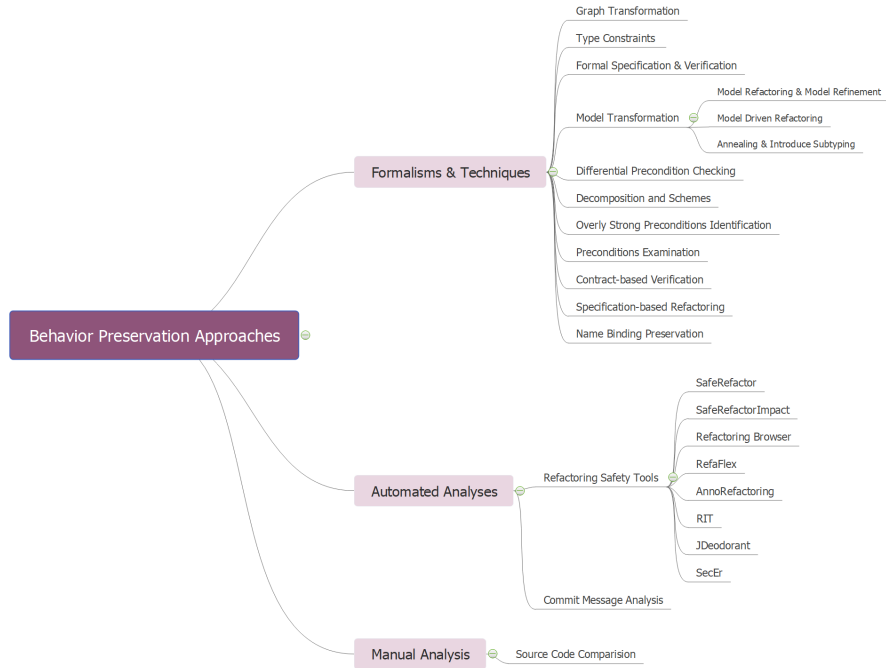 Behavior Preservation Approaches
Formalisms & Techniques
Graph Transformation
Type Constraints
Formal Specification & Verification
Model Transformation
Model Refactoring & Model Refinement
Model Driven Refactoring
Annealing & Introduce Subtyping
Differential Precondition Checking
Decomposition and Schemes
Overly Strong Preconditions Identification
Preconditions Examination
Contract-based Verification
Specification-based Refactoring
Name Binding Preservation
Automated Analyses
Refactoring Safety Tools
SafeRefactor
SafeRefactorImpact
Refactoring Browser
RefaFlex
AnnoRefactoring
RIT
JDeodorant
SecEr
Commit Message Analysis
Manual Analysis
Source Code Comparision